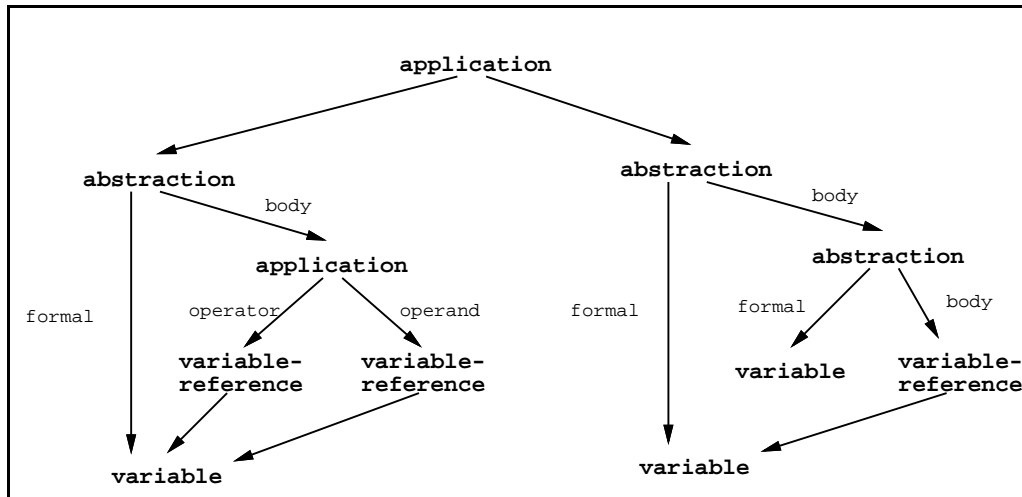 application
abstraction
abstraction
body
body
application
abstraction
formal
operator
operand
formal
formal
body
variable-
reference
variable-
reference
variable
variable-
reference
variable
variable